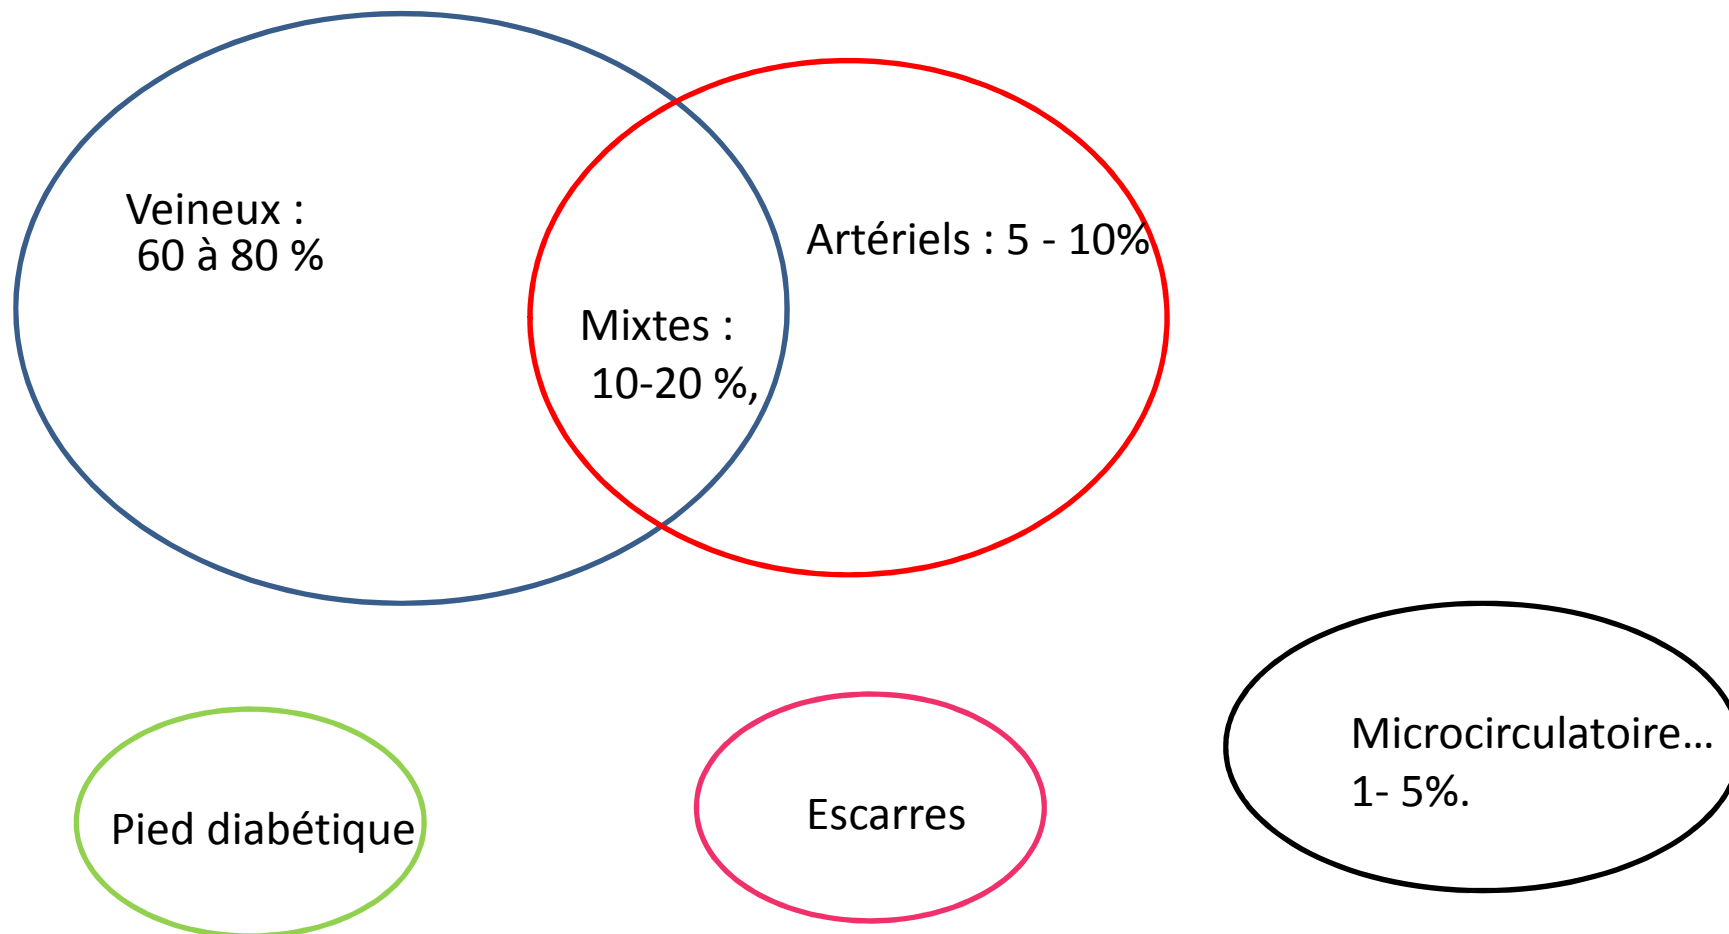 Veineux :
60 à 80 %
Artériels : 5 - 10%
Mixtes :
10-20 %,
Pied diabétique
Escarres
Microcirculatoire...
1- 5%.